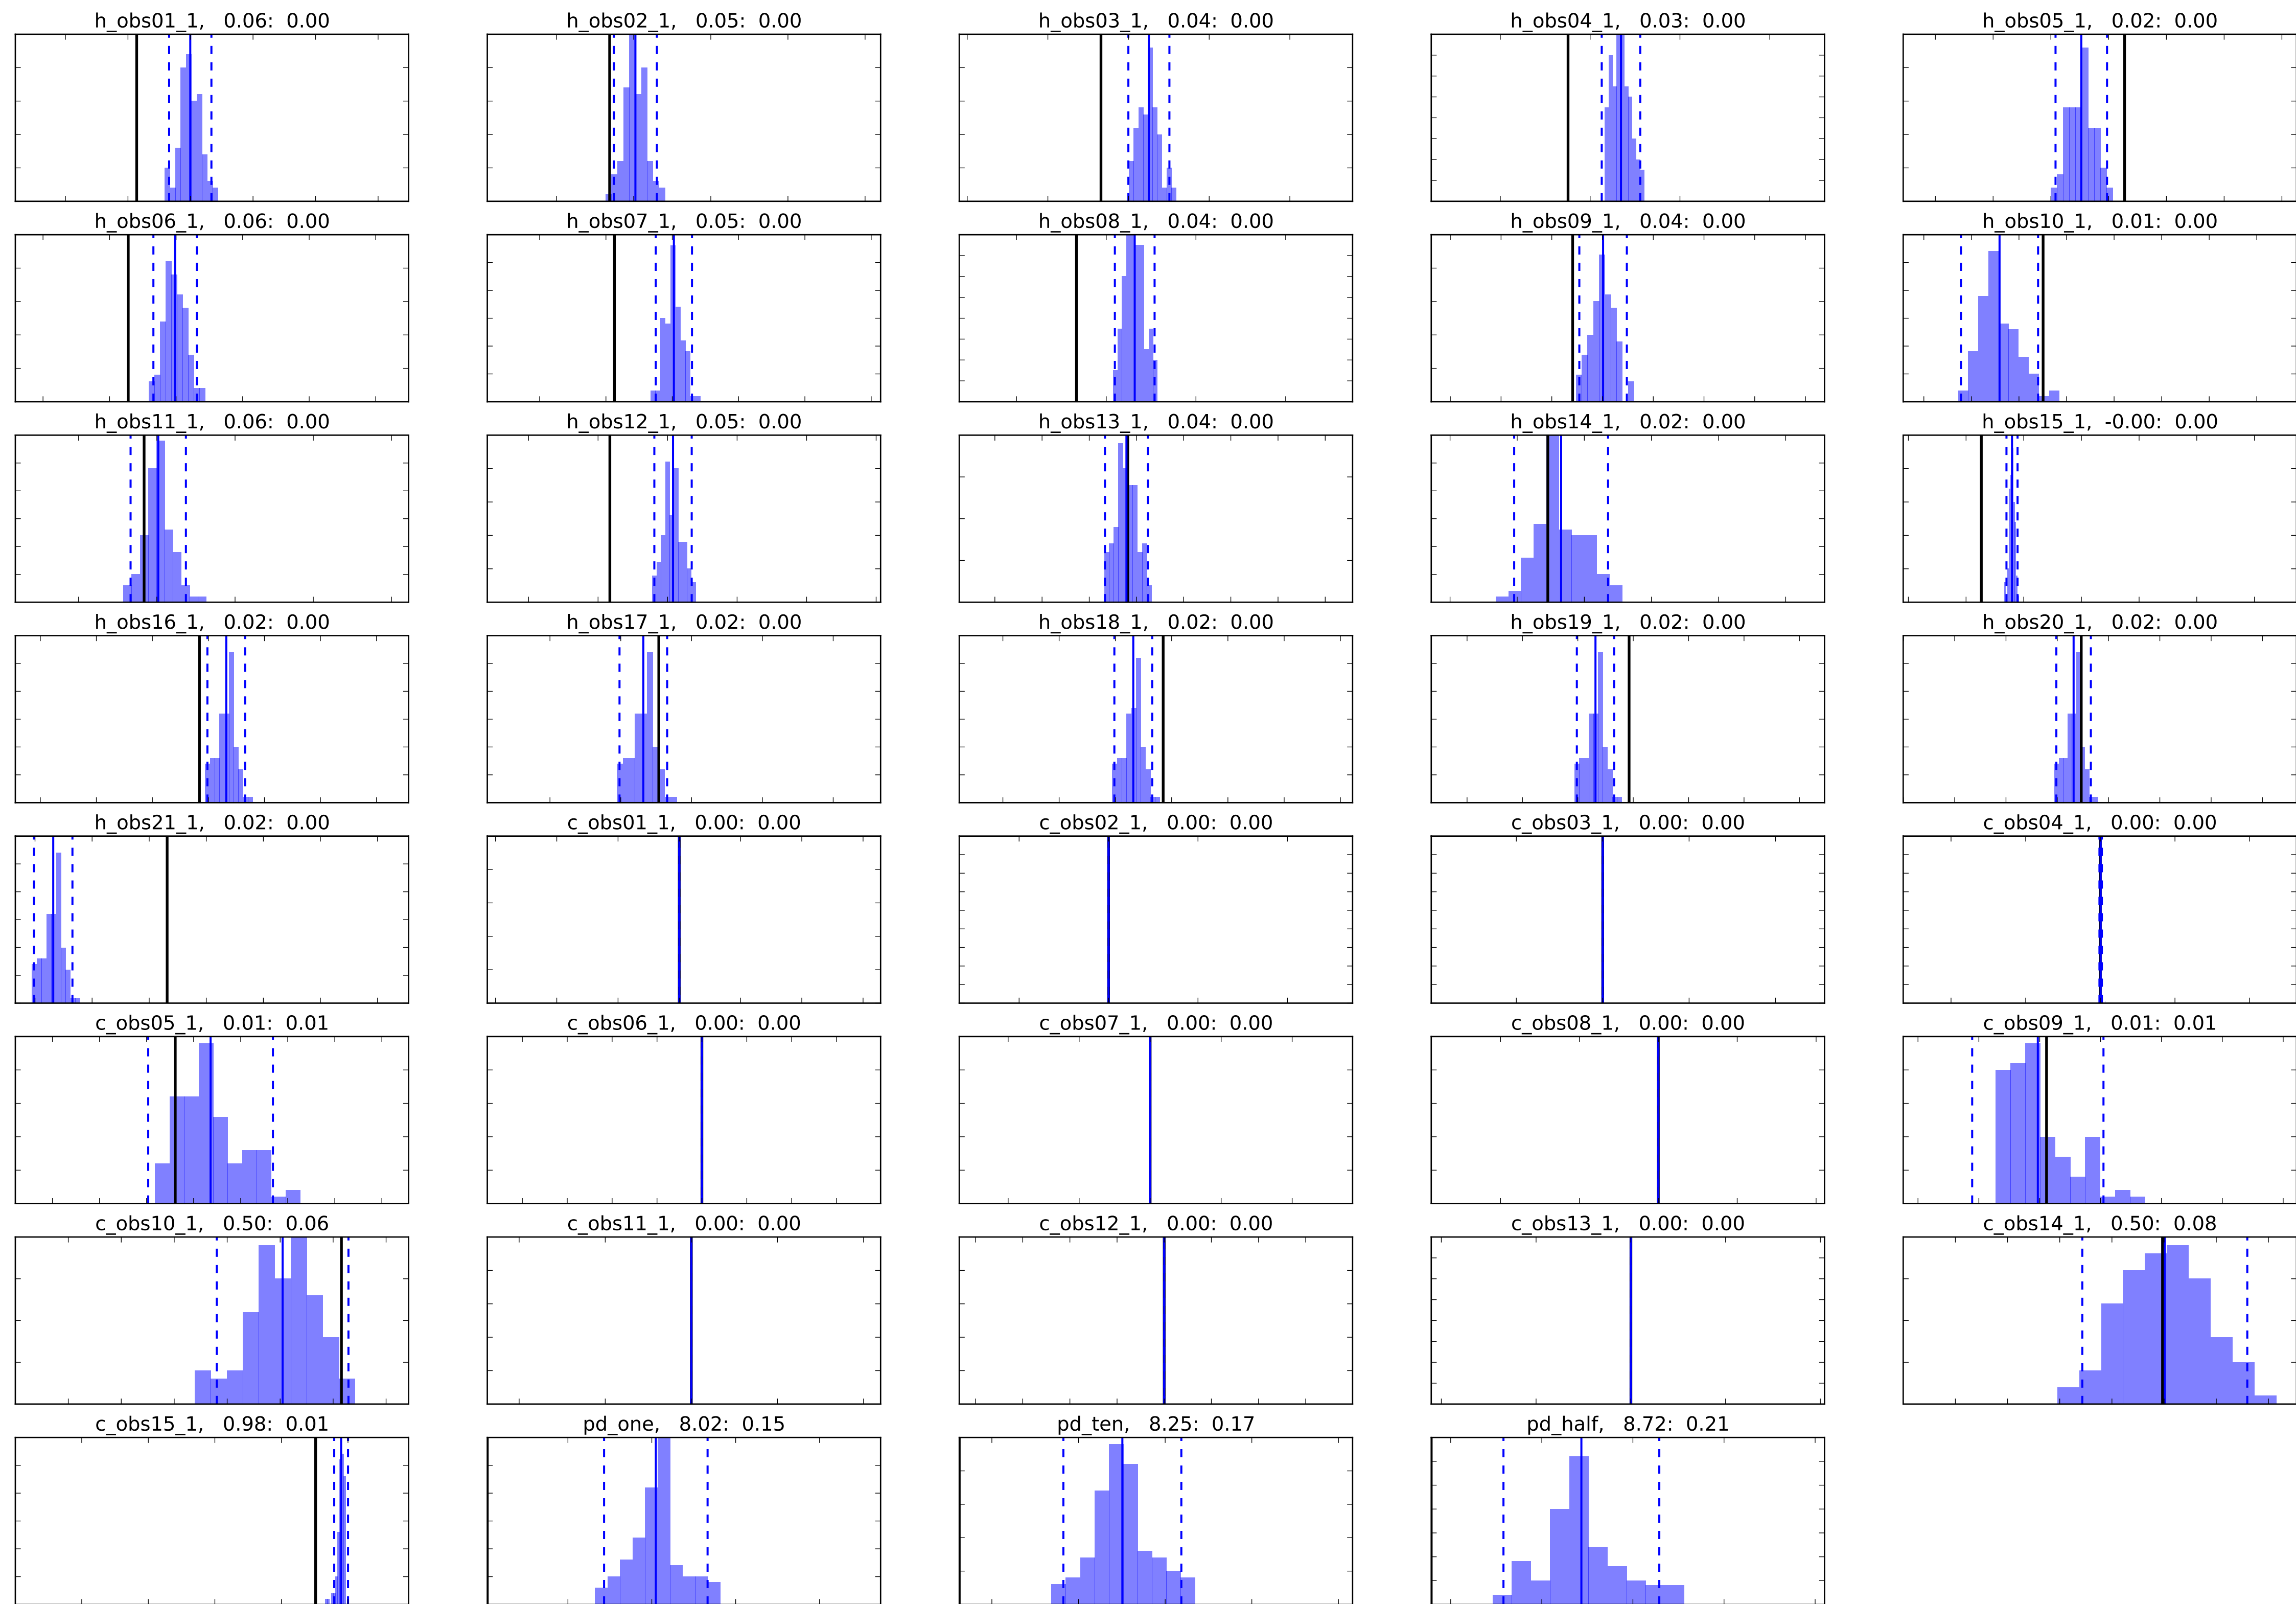 h_obs01_1, 0.06: 0.00
h_obs02_1, 0.05: 0.00
h_obs03_1, 0.04: 0.00
h_obs04_1, 0.03: 0.00
h_obs05_1, 0.02: 0.00
h_obs06_1, 0.06: 0.00
h_obs07_1, 0.05: 0.00
h_obs08_1, 0.04: 0.00
h_obs09_1, 0.04: 0.00
h_obs10_1, 0.01: 0.00
h_obs11_1, 0.06: 0.00
h_obs12_1, 0.05: 0.00
h_obs13_1, 0.04: 0.00
h_obs14_1, 0.02: 0.00
h_obs15_1, -0.00: 0.00
h_obs16_1, 0.02: 0.00
h_obs17_1, 0.02: 0.00
h_obs18_1, 0.02: 0.00
h_obs19_1, 0.02: 0.00
h_obs20_1, 0.02: 0.00
h_obs21_1, 0.02: 0.00
c_obs01_1, 0.00: 0.00
c_obs02_1, 0.00: 0.00
c_obs03_1, 0.00: 0.00
c_obs04_1, 0.00: 0.00
c_obs05_1, 0.01: 0.01
c_obs06_1, 0.00: 0.00
c_obs07_1, 0.00: 0.00
c_obs08_1, 0.00: 0.00
c_obs09_1, 0.01: 0.01
c_obs10_1, 0.50: 0.06
c_obs11_1, 0.00: 0.00
c_obs12_1, 0.00: 0.00
c_obs13_1, 0.00: 0.00
c_obs14_1, 0.50: 0.08
c_obs15_1, 0.98: 0.01
pd_one, 8.02: 0.15
pd_ten, 8.25: 0.17
pd_half, 8.72: 0.21